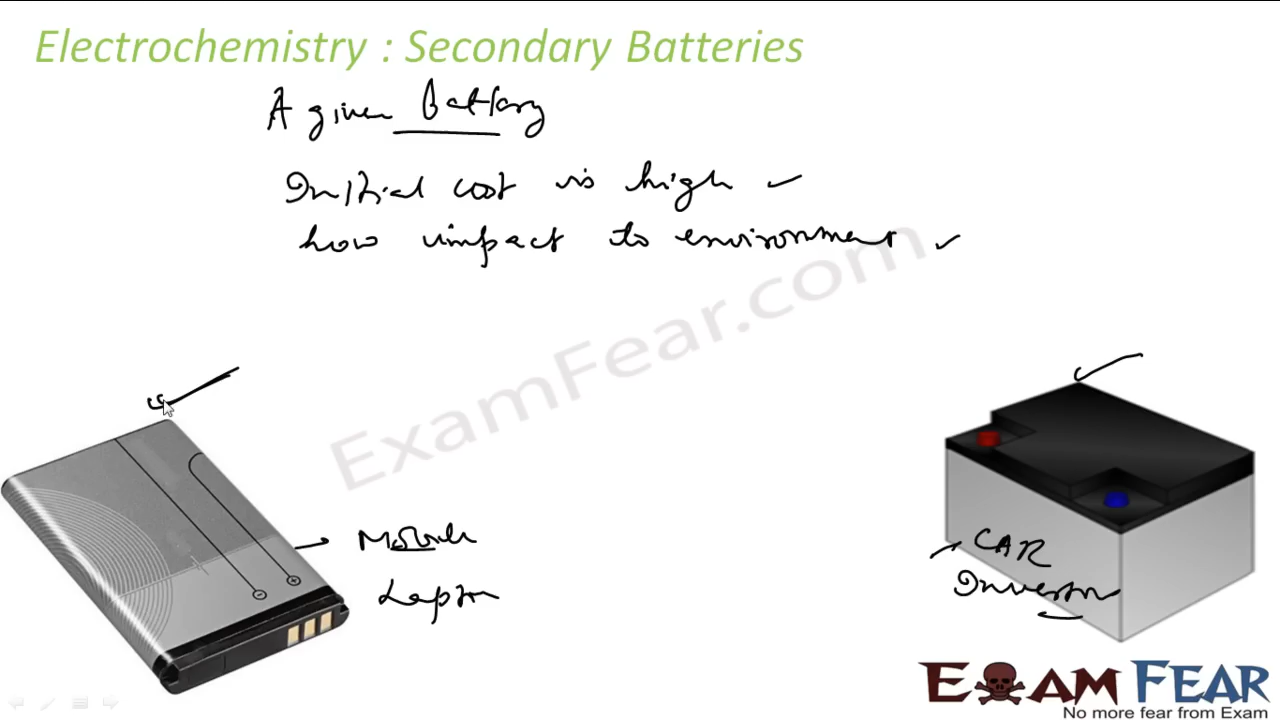 Electrochemistry : Secondary Batteries
A given Battery
Initial cost is high
low impact to environment
ExamFear.com
Mobile
Laptop
CAR
Invertor
EXAM FEAR
No more fear from Exam